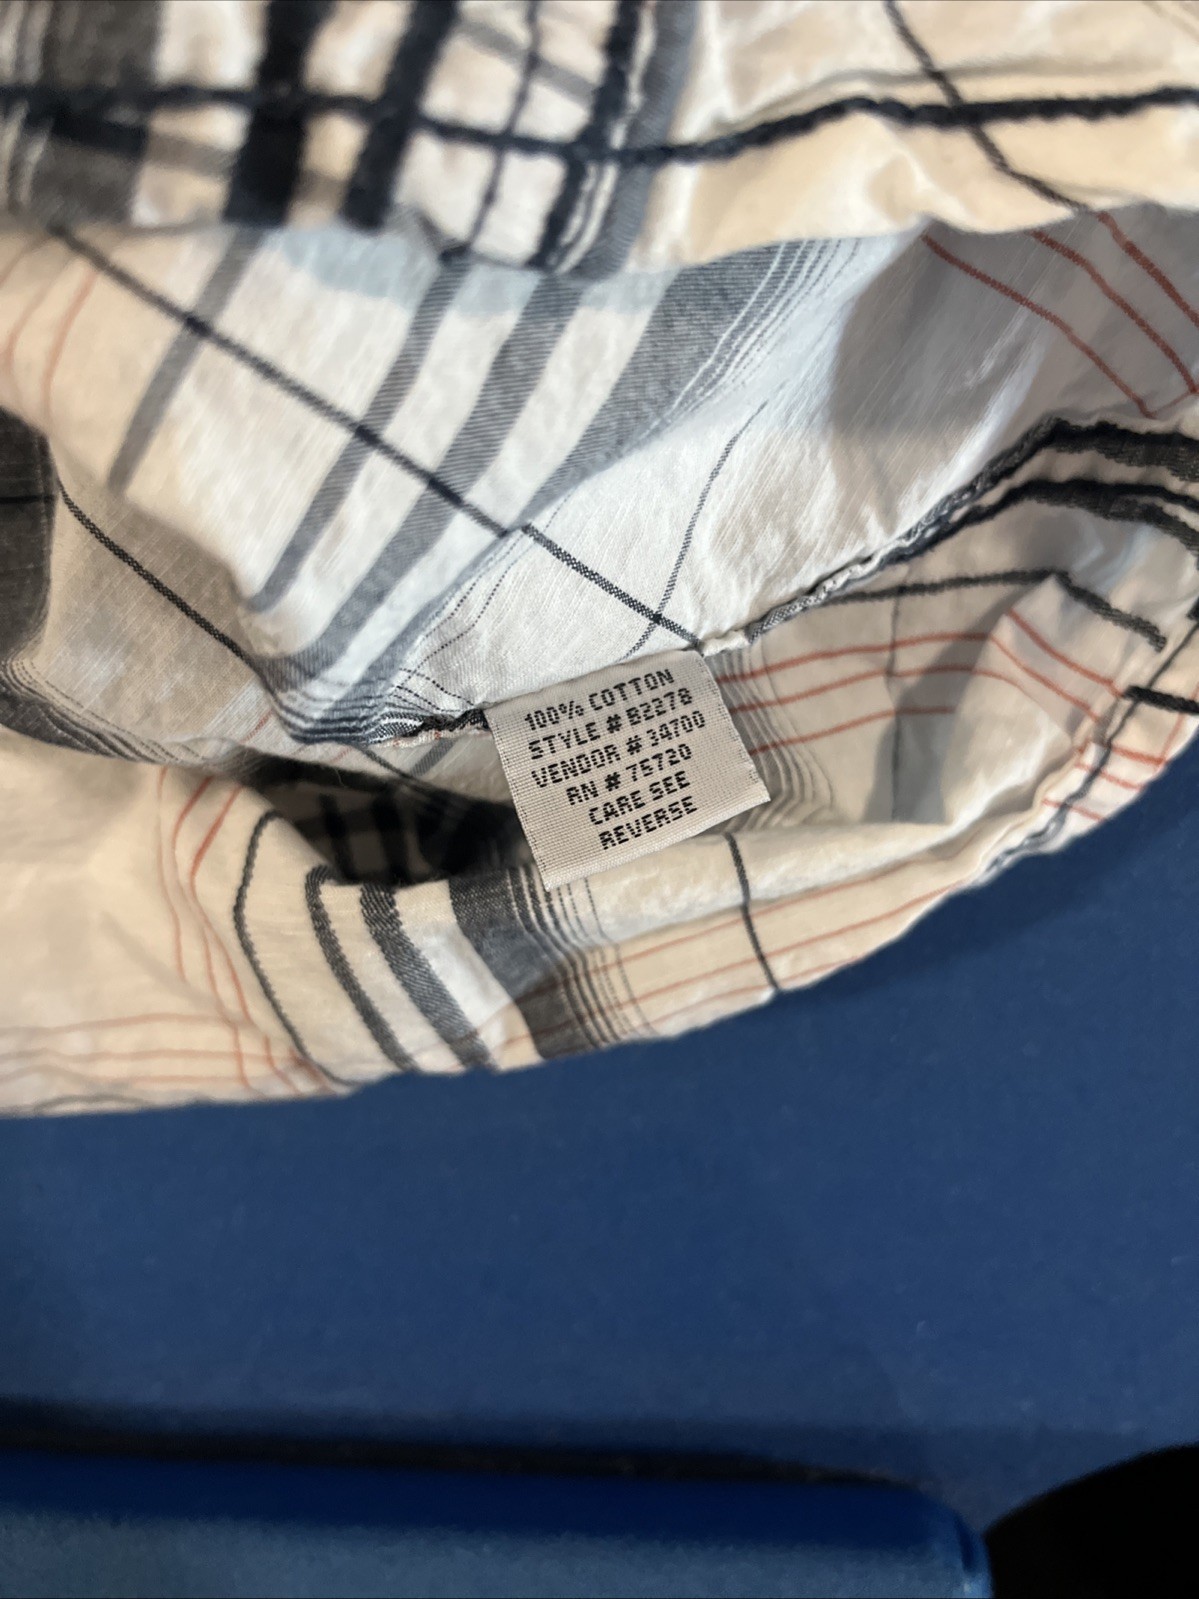 100% COTTON
STYLE # B2278
VENDOR # 34700
RN # 75720
CARE SEE
REVERSE